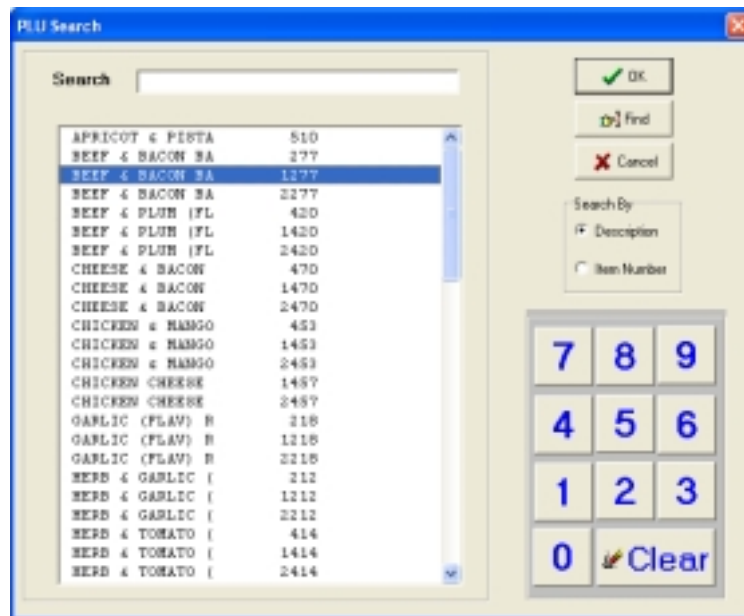 PLU Search
Search
APRICOT & PISTA 510
BEEF & BACON BA 277
BEEF & BACON BA 1277
BEEF & BACON BA 2277
BEEF & PLUM (FL 420
BEEF & PLUM (FL 1420
BEEF & PLUM (FL 2420
CHEESE & BACON 470
CHEESE & BACON 1470
CHEESE & BACON 2470
CHICKEN & MANGO 453
CHICKEN & MANGO 1453
CHICKEN & MANGO 2453
CHICKEN CHEESE 1457
CHICKEN CHEESE 2457
GARLIC (FLAV) R 218
GARLIC (FLAV) R 1218
GARLIC (FLAV) R 2218
HERB & GARLIC ( 212
HERB & GARLIC ( 1212
HERB & GARLIC ( 2212
HERB & TOMATO ( 414
HERB & TOMATO ( 1414
HERB & TOMATO ( 2414
OK
Find
Cancel
Search By
Description
Item Number
7 8 9
4 5 6
1 2 3
0 Clear